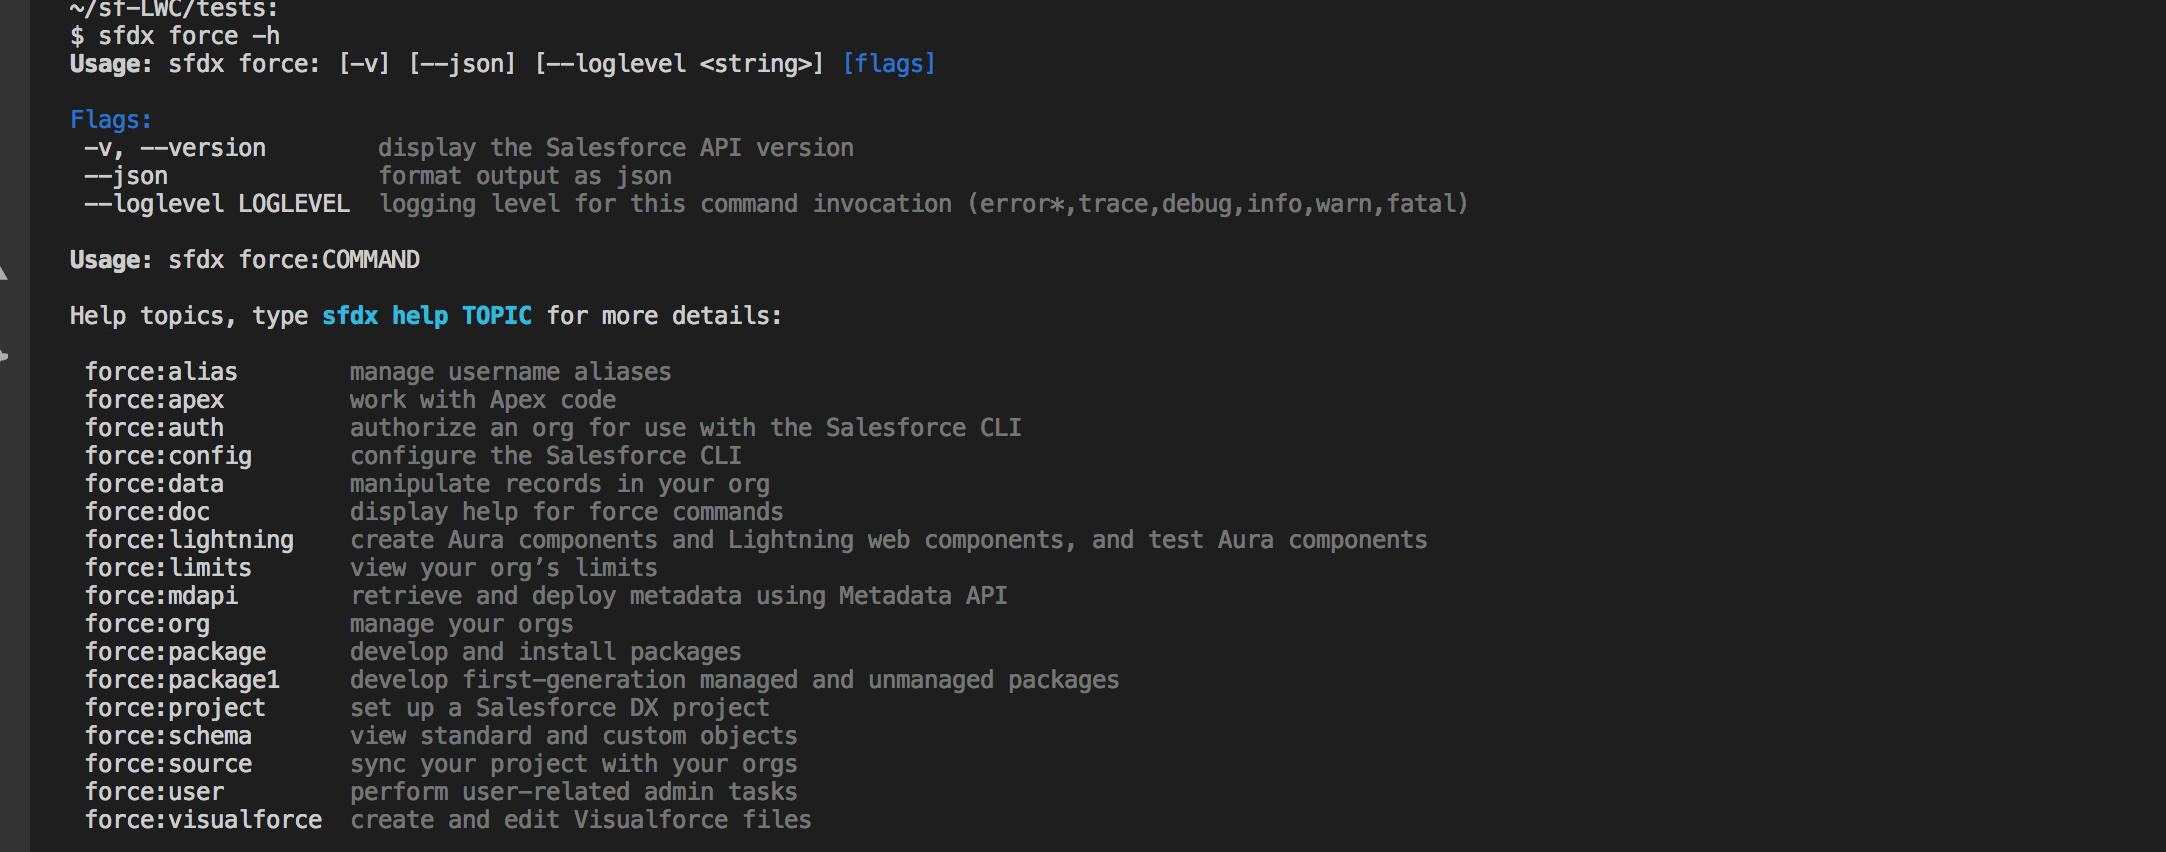 ~/sf-LWC/tests:
$ sfdx force -h
Usage: sfdx force: [-v] [--json] [--loglevel <string>] [flags]
Flags:
-v, --version display the Salesforce API version
--json format output as json
--loglevel LOGLEVEL logging level for this command invocation (error*,trace,debug,info,warn,fatal)
Usage: sfdx force:COMMAND
Help topics, type sfdx help TOPIC for more details:
force:alias manage username aliases
force:apex work with Apex code
force:auth authorize an org for use with the Salesforce CLI
force:config configure the Salesforce CLI
force:data manipulate records in your org
force:doc display help for force commands
force:lightning create Aura components and Lightning web components, and test Aura components
force:limits view your org’s limits
force:mdapi retrieve and deploy metadata using Metadata API
force:org manage your orgs
force:package develop and install packages
force:package1 develop first-generation managed and unmanaged packages
force:project set up a Salesforce DX project
force:schema view standard and custom objects
force:source sync your project with your orgs
force:user perform user-related admin tasks
force:visualforce create and edit Visualforce files